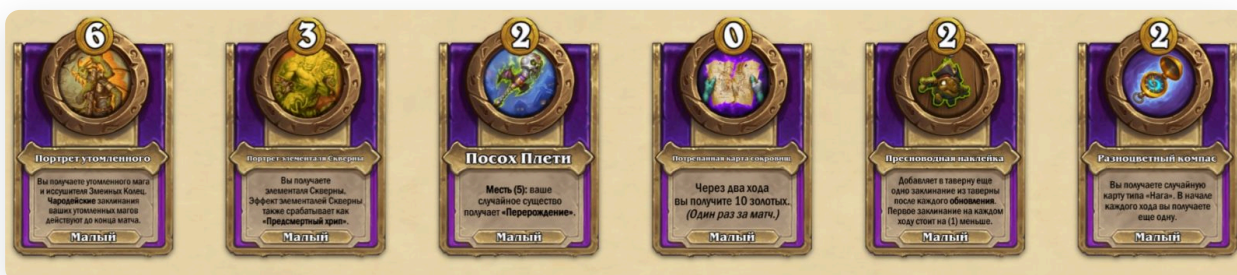 6
Портрет утомленного
Вы получаете утомленного мага
и иссушителя Змеиных Колец.
Чародейские заклинания
ваших утомленных магов
действуют до конца матча.
Малый
3
Портрет элементаля Скверны
Вы получаете
элементаля Скверны.
Эффект элементалей Скверны
также срабатывает как
«Предсмертный хрип».
Малый
2
Посох Плети
Месть (5): ваше
случайное существо
получает «Перерождение».
Малый
0
Потрепанная карта сокровищ
Через два хода
вы получите 10 золотых.
(Один раз за матч.)
Малый
2
Пресноводная наклейка
Добавляет в таверну еще
одно заклинание из таверны
после каждого обновления.
Первое заклинание на каждом
ходу стоит на (1) меньше.
Малый
2
Разноцветный компас
Вы получаете случайную
карту типа «Нага». В начале
каждого хода вы получаете
еще одну.
Малый